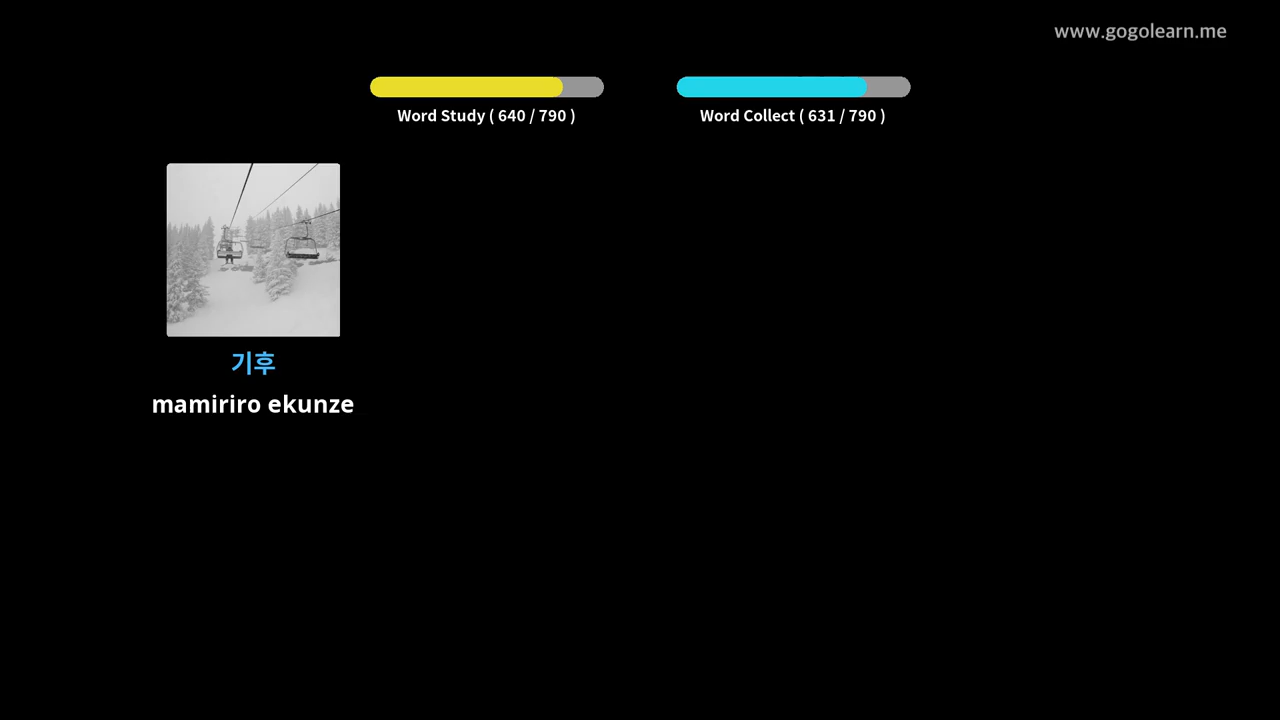 www.gogolearn.me
Word Study ( 640 / 790 )
Word Collect ( 631 / 790 )
기후
mamiriro ekunze